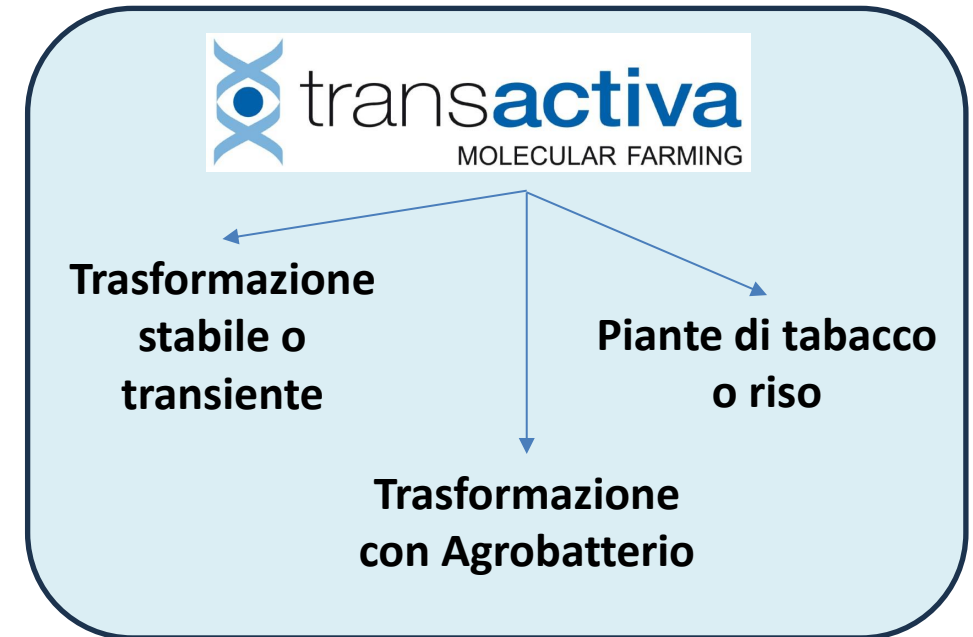 transactiva
MOLECULAR FARMING
Trasformazione
stabile o
transiente
Piante di tabacco
o riso
Trasformazione
con Agrobatterio